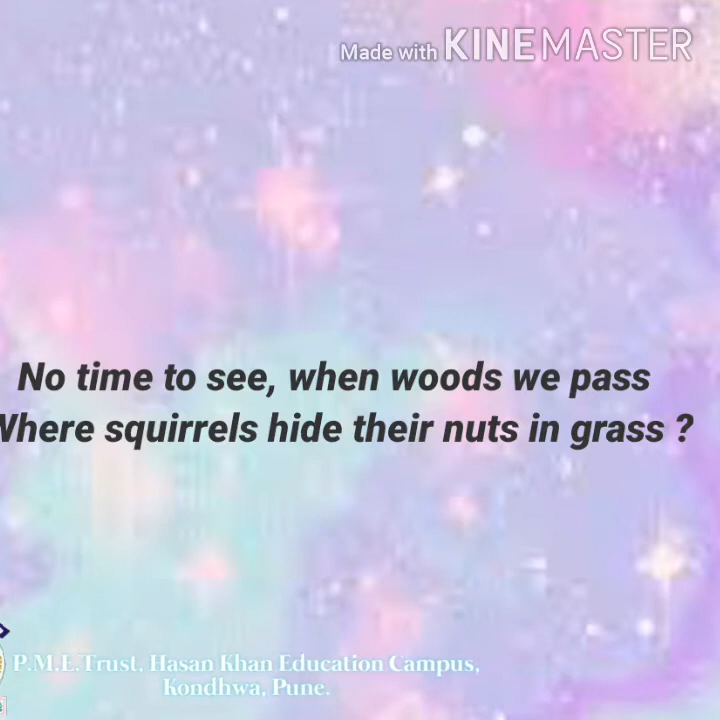 Made with KINEMASTER
No time to see, when woods we pass
Where squirrels hide their nuts in grass ?
P.M.E.Trust, Hasan Khan Education Campus,
Kondhwa, Pune.